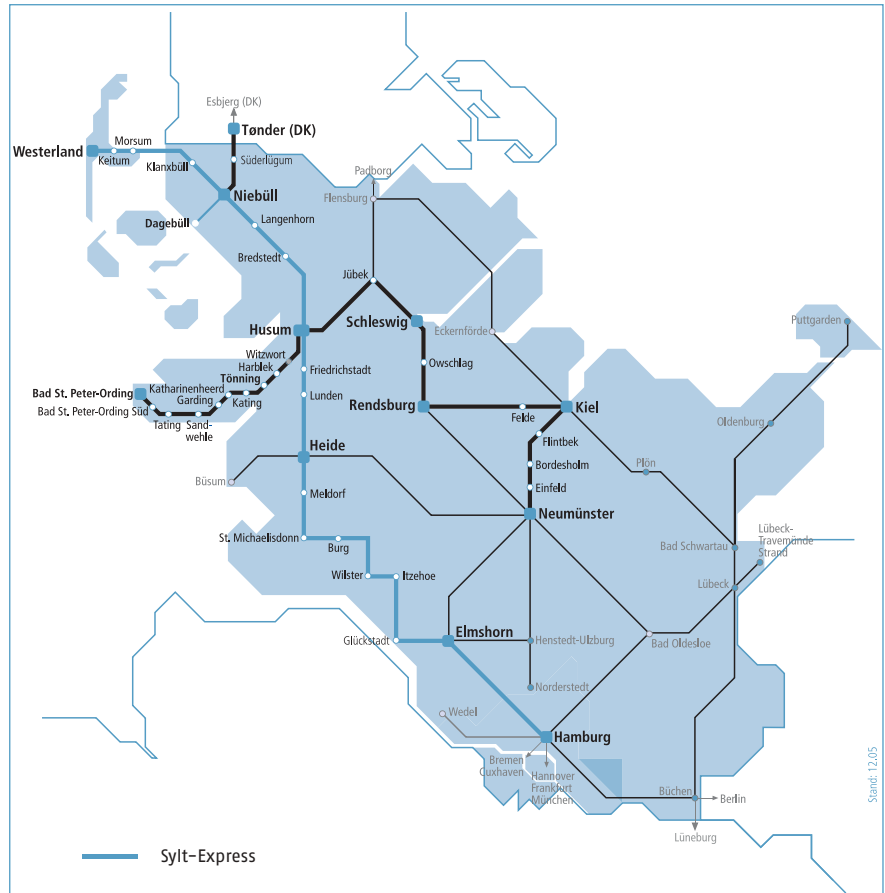 Esbjerg (DK)
Tønder (DK)
Westerland
Morsum
Keitum
Klanxbüll
Süderlügum
Padborg
Niebüll
Flensburg
Dagebüll
Langenhorn
Bredstedt
Jübek
Husum
Schleswig
Eckernförde
Puttgarden
Witzwort
Harblek
Tönning
Friedrichstadt
Owschlag
Bad St. Peter-Ording
Katharinenheerd
Garding
Kating
Lunden
Bad St. Peter-Ording Süd
Tating
Sand-
wehle
Rendsburg
Felde
Kiel
Oldenburg
Flintbek
Heide
Bordesholm
Plön
Büsum
Einfeld
Meldorf
Neumünster
Lübeck-
Travemünde
Strand
St. Michaelisdonn
Burg
Bad Schwartau
Wilster
Itzehoe
Lübeck
Glückstadt
Elmshorn
Henstedt-Ulzburg
Bad Oldesloe
Norderstedt
Wedel
Hamburg
Bremen
Cuxhaven
Hannover
Frankfurt
München
Büchen
Berlin
Lüneburg
Stand: 12.05
Sylt-Express